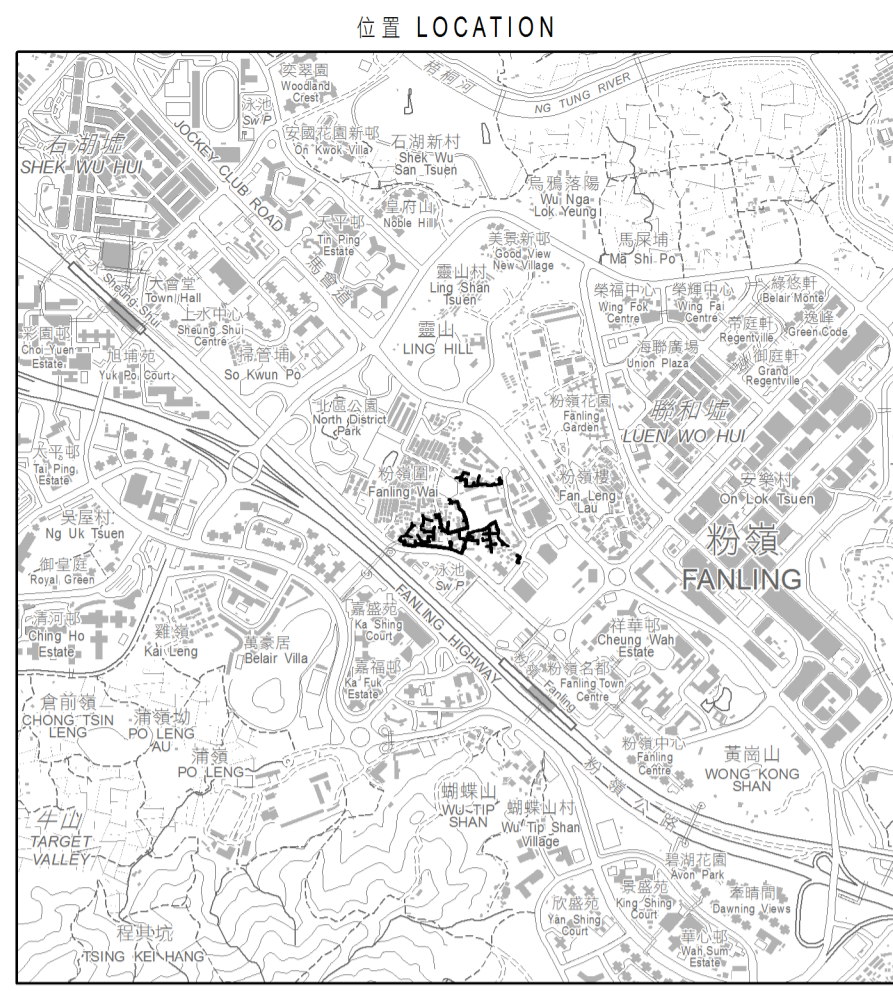 位置 LOCATION
奕翠園
Woodland
Crest
梧桐河
NG TUNG RIVER
泳池
Sw P
石湖墟
SHEK WU HUI
JOCKEY CLUB ROAD
安國花園新邨
On Kwok Villa
石湖新村
Shek Wu
San Tsuen
烏鴉落陽
Wu Nga
Lok Yeung
皇府山
Noble Hill
太平邨
Tin Ping
Estate
美景新邨
Good View
New Village
馬屎埔
Ma Shi Po
馬會道
靈山村
Ling Shan
Tsuen
上水 Sheung Shui
大會堂
Town Hall
上水中心
Sheung Shui
Centre
榮福中心
Wing Fok
Centre
榮輝中心
Wing Fai
Centre
綠悠軒
Belair Monte
帝庭軒
Regentville
逸峰
Green Code
彩園邨
Choi Yuen
Estate
旭埔苑
Yuk Po Court
掃管埔
So Kwun Po
靈山
LING HILL
海聯廣場
Union Plaza
御庭軒
Grand
Regentville
北區公園
North District
Park
粉嶺花園
Fanling
Garden
聯和墟
LUEN WO HUI
太平邨
Tai Ping
Estate
粉嶺圍
Fanling Wai
粉嶺樓
Fan Leng
Lau
安樂村
On Lok Tsuen
吳屋村
Ng Uk Tsuen
粉嶺
FANLING
御皇庭
Royal Green
泳池
Sw P
FANLING HIGHWAY
清河邨
Ching Ho
Estate
雞嶺
Kai Leng
萬豪居
Belair Villa
嘉盛苑
Ka Shing
Court
祥華邨
Cheung Wah
Estate
嘉福邨
Ka Fuk
Estate
粉嶺 Fanling
粉嶺名都
Fanling Town
Centre
倉前嶺
CHONG TSIN
LENG
蒲嶺坳
PO LENG
AU
蒲嶺
PO LENG
粉嶺中心
Fanling
Centre
黃崗山
WONG KONG
SHAN
粉嶺公路
蝴蝶山
WU TIP
SHAN
蝴蝶山村
Wu Tip Shan
Village
牛山
TARGET
VALLEY
碧湖花園
Avon Park
欣盛苑
Yan Shing
Court
景盛苑
King Shing
Court
牽晴間
Dawning Views
程其坑
TSING KEI HANG
華心邨
Wah Sum
Estate